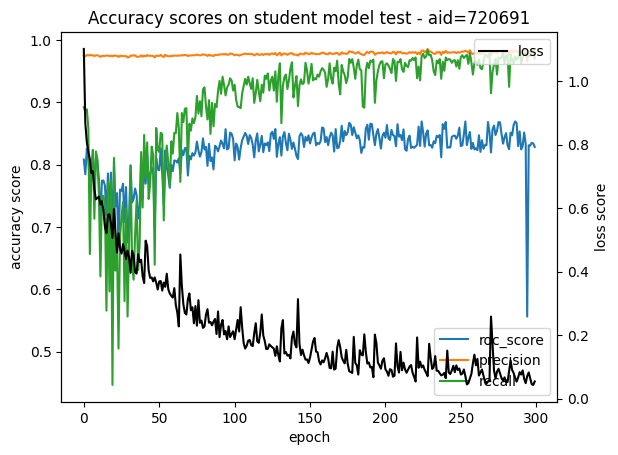 Accuracy scores on student model test - aid=720691
1.0
0.9
0.8
0.7
0.6
0.5
accuracy score
0
50
100
150
200
250
300
epoch
1.0
0.8
0.6
0.4
0.2
0.0
loss score
loss
roc_score
precision
recall